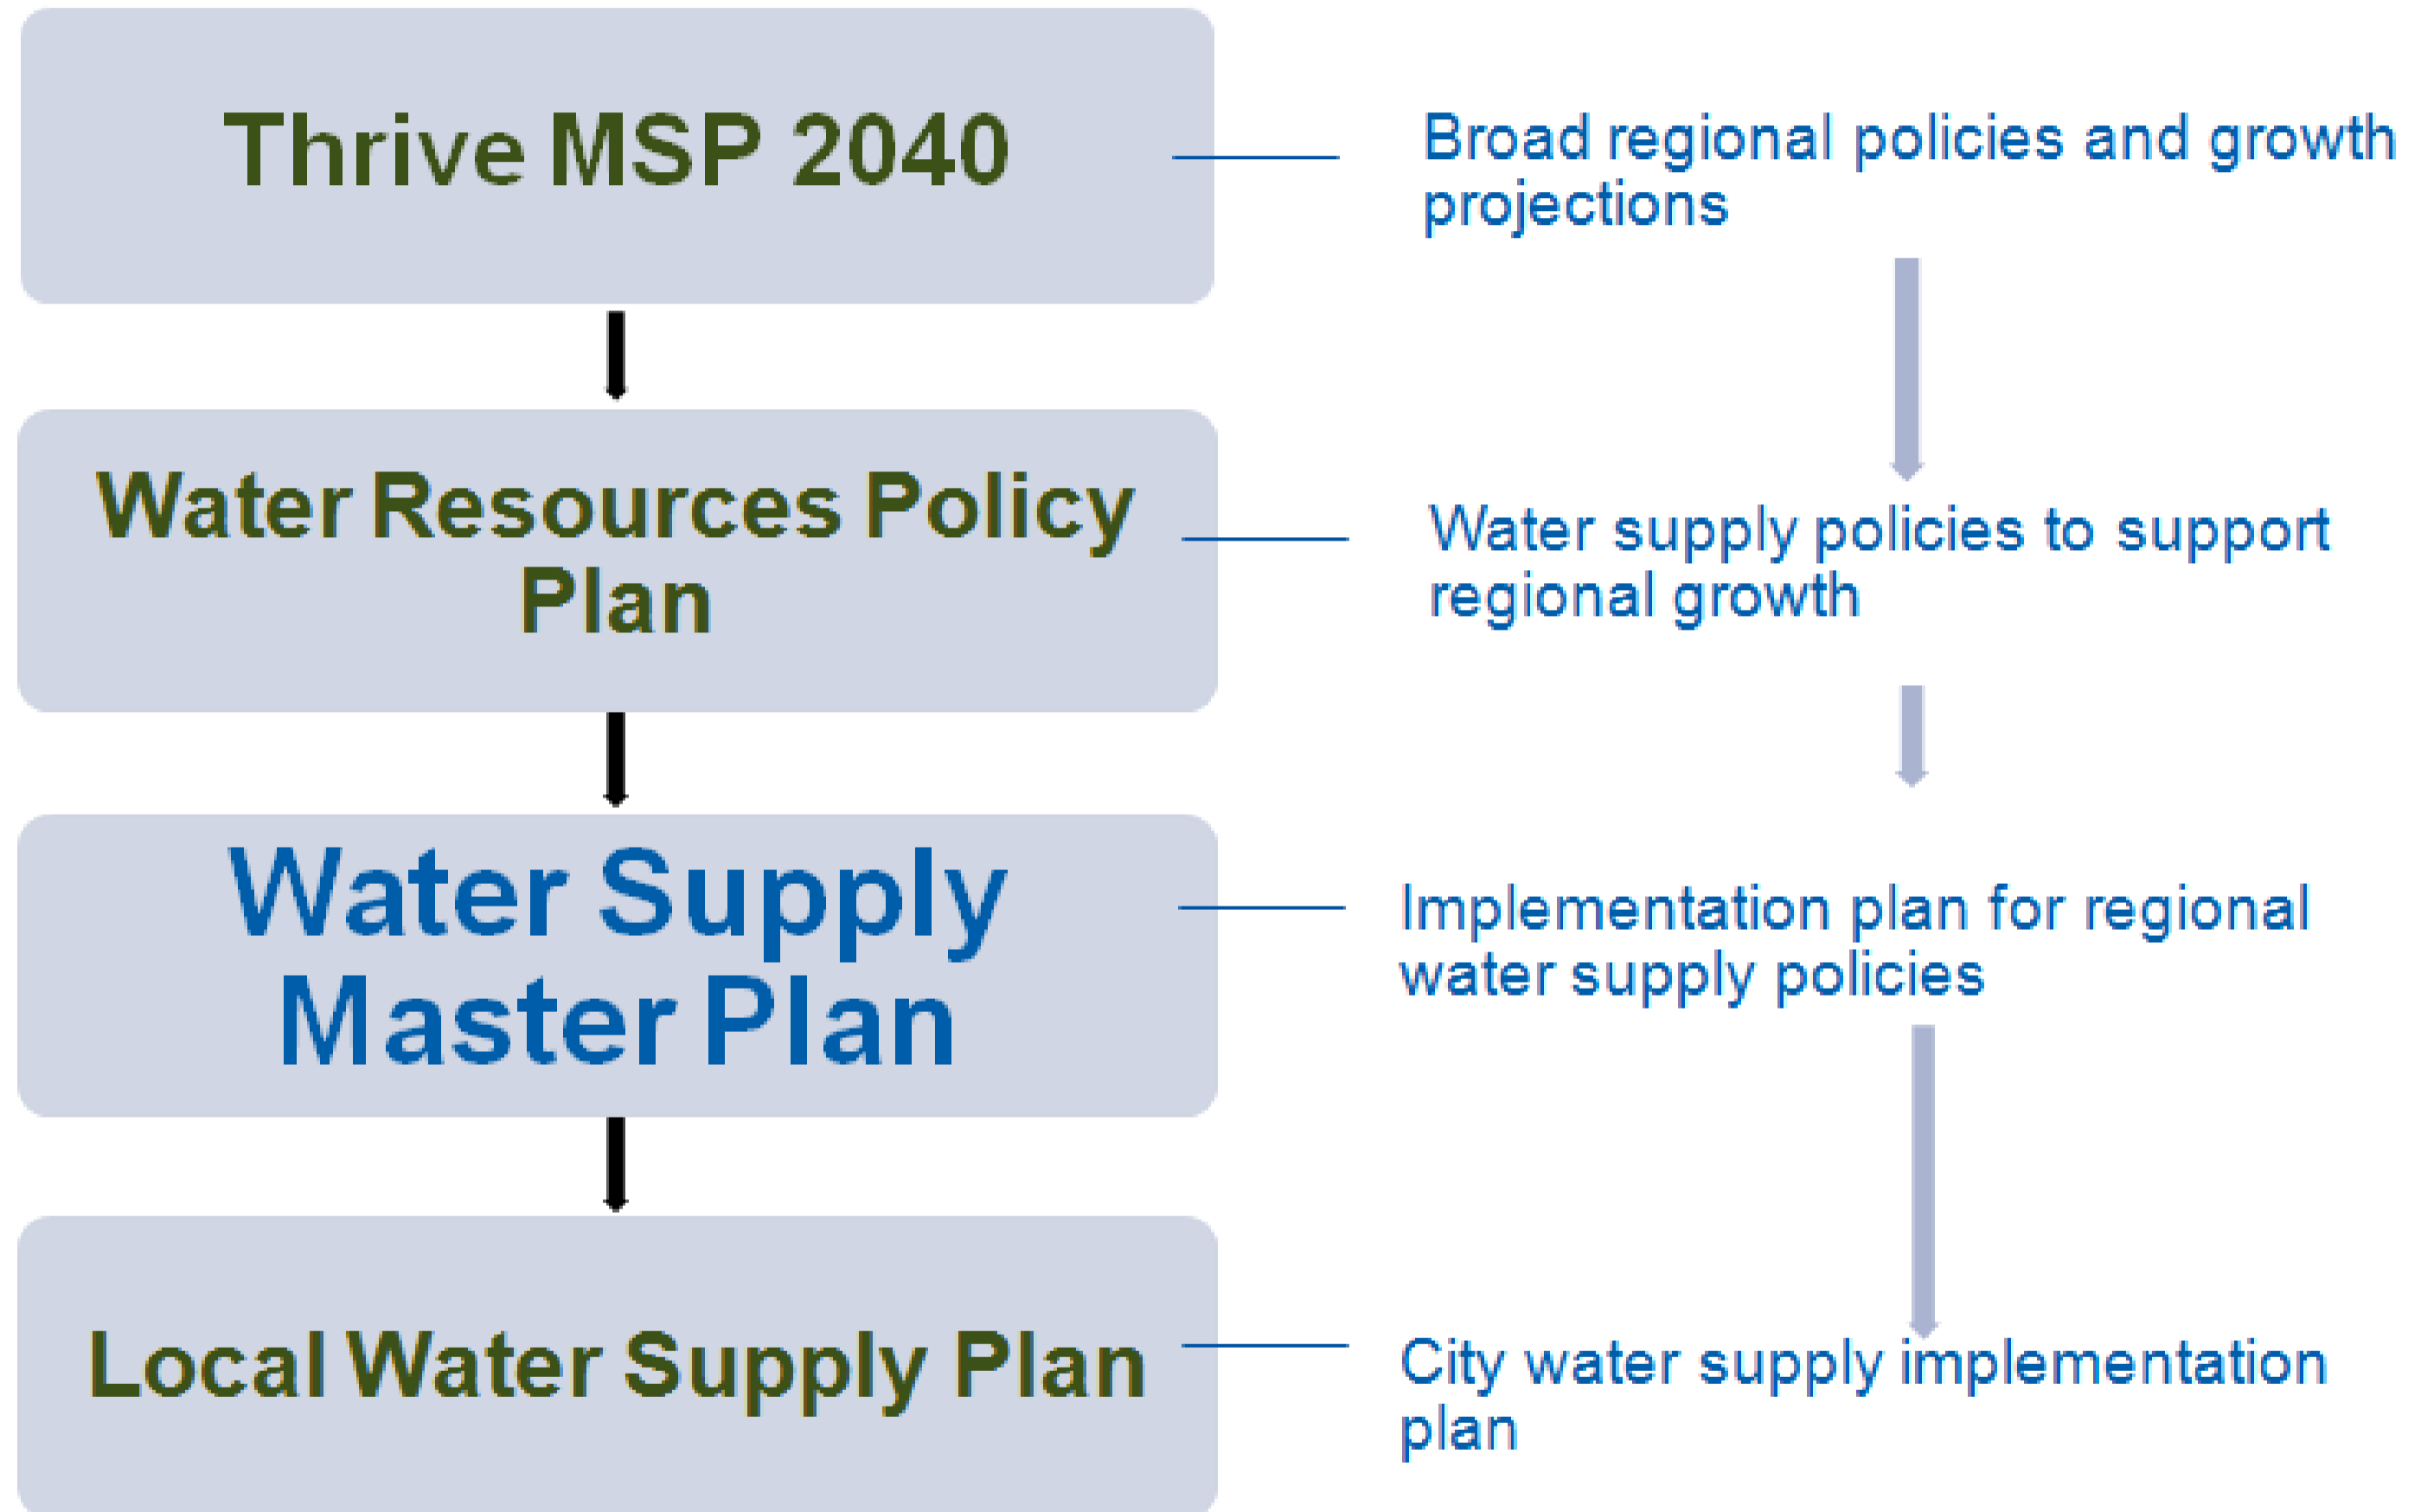 Thrive MSP 2040
Broad regional policies and growth
projections
Water Resources Policy
Plan
Water supply policies to support
regional growth
Water Supply
Master Plan
Implementation plan for regional
water supply policies
Local Water Supply Plan
City water supply implementation
plan